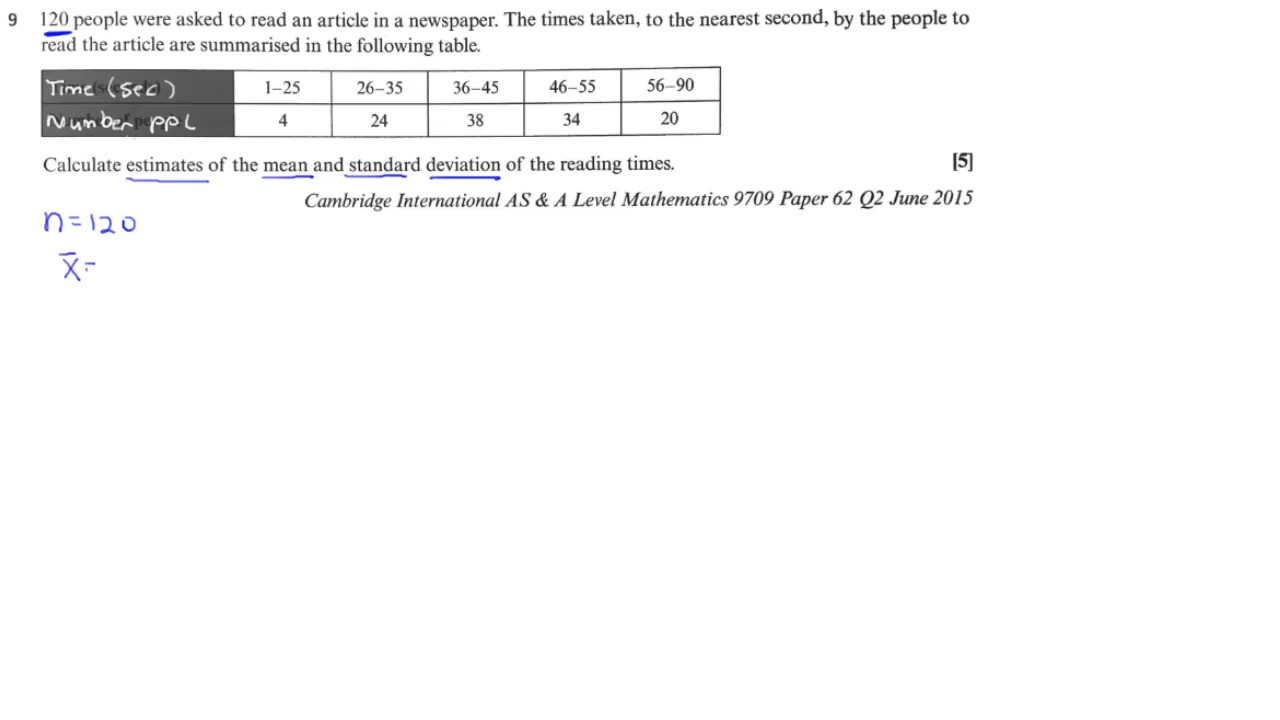 9 120 people were asked to read an article in a newspaper. The times taken, to the nearest second, by the people to
read the article are summarised in the following table.
Time (sec) 1–25 26–35 36–45 46–55 56–90
Number ppl 4 24 38 34 20
Calculate estimates of the mean and standard deviation of the reading times. [5]
Cambridge International AS & A Level Mathematics 9709 Paper 62 Q2 June 2015
n=120
x̄=